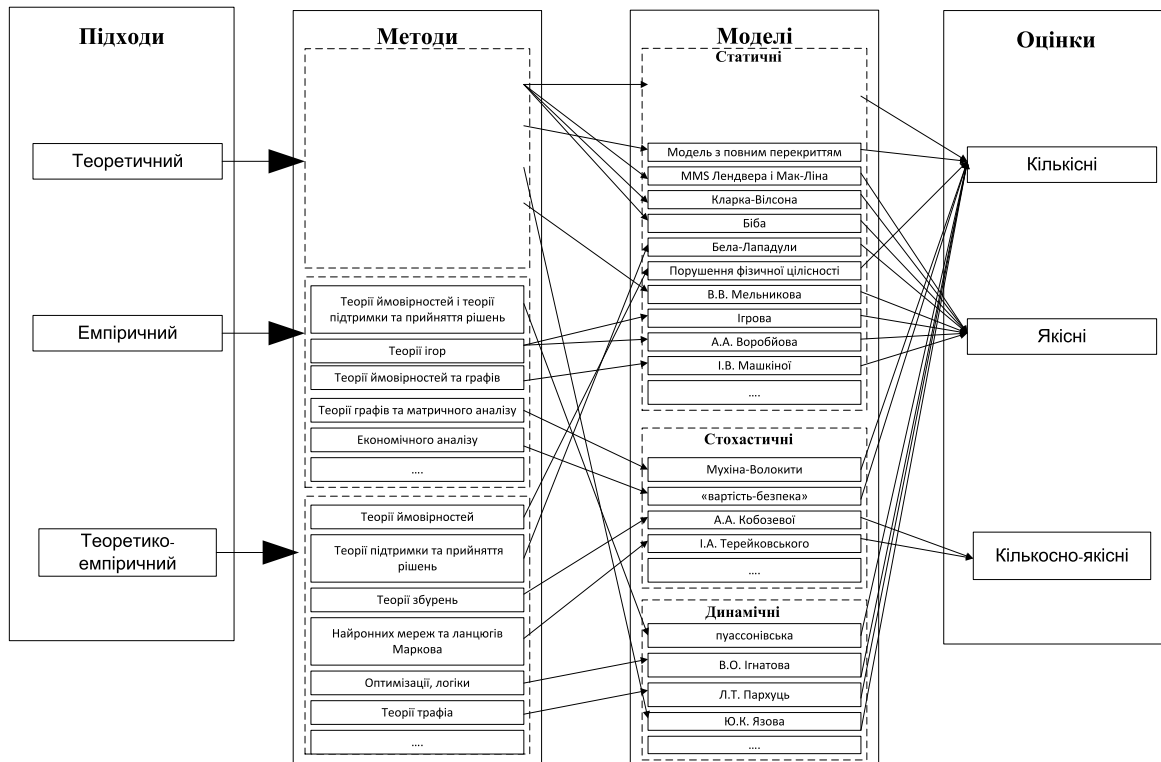 Підходи
Теоретичний
Емпіричний
Теоретико-
емпіричний
Методи
Теорії ймовірностей і теорії
підтримки та прийняття рішень
Теорії ігор
Теорії ймовірностей та графів
Теорії графів та матричного аналізу
Економічного аналізу
....
Теорії ймовірностей
Теорії підтримки та прийняття
рішень
Теорії збурень
Найронних мереж та ланцюгів
Маркова
Оптимізації, логіки
Теорії трафіа
....
Моделі
Статичні
Модель з повним перекриттям
MMS Лендвера і Мак-Ліна
Кларка-Вілсона
Біба
Бела-Лападули
Порушення фізичної цілісності
В.В. Мельникова
Ігрова
А.А. Воробйова
І.В. Машкіної
....
Стохастичні
Мухіна-Волокити
«вартість-безпека»
А.А. Кобозевої
І.А. Терейковського
....
Динамічні
пуассонівська
В.О. Ігнатова
Л.Т. Пархуць
Ю.К. Язова
....
Оцінки
Кількісні
Якісні
Кількосно-якісні